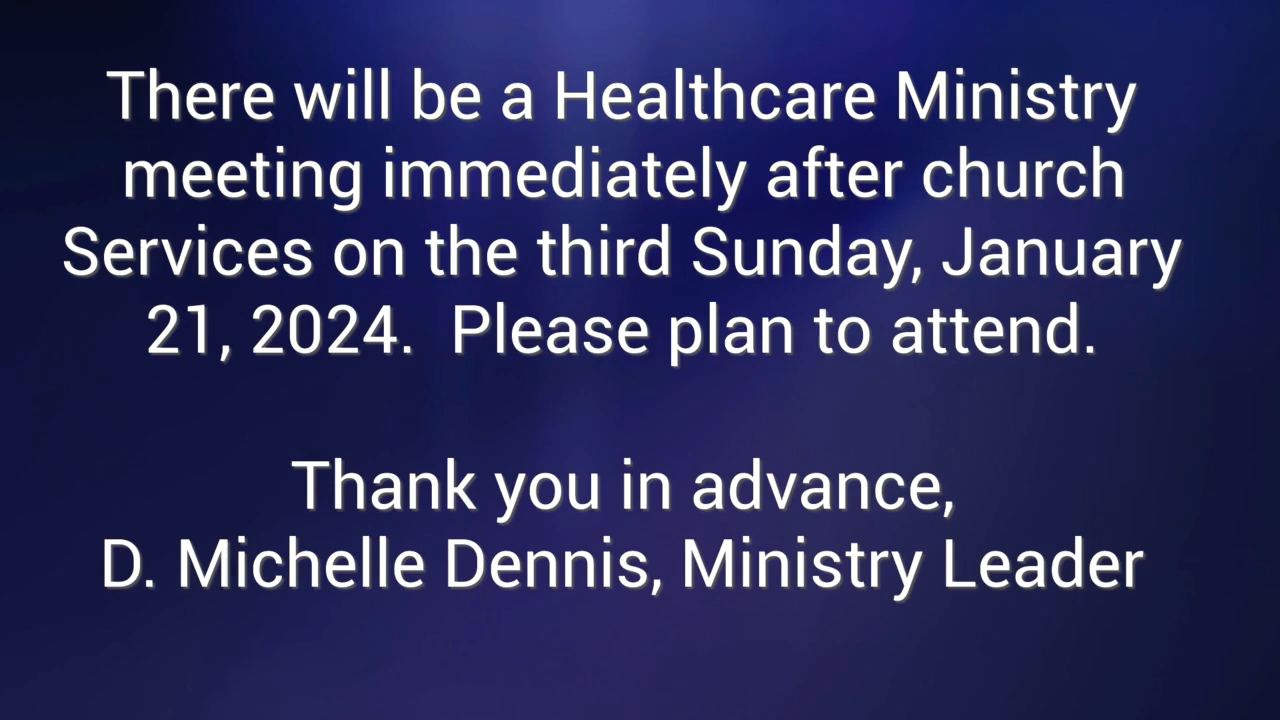 There will be a Healthcare Ministry
meeting immediately after church
Services on the third Sunday, January
21, 2024.  Please plan to attend.
Thank you in advance,
D. Michelle Dennis, Ministry Leader